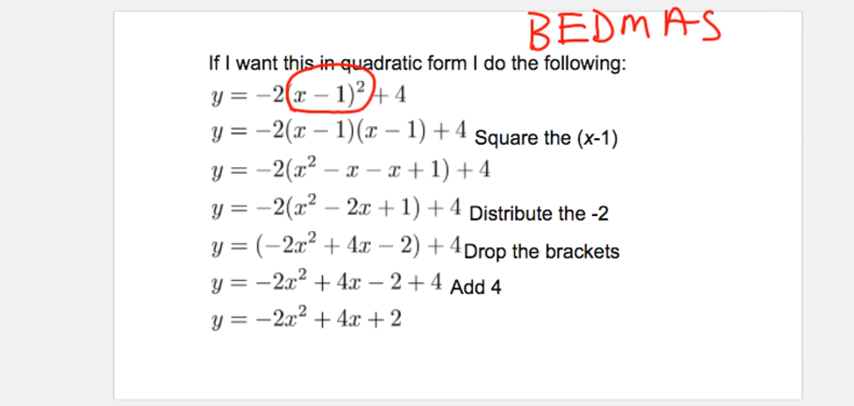 BEDMAS
If I want this in quadratic form I do the following:
y = −2(x − 1)² + 4
y = −2(x − 1)(x − 1) + 4 Square the (x-1)
y = −2(x² − x − x + 1) + 4
y = −2(x² − 2x + 1) + 4 Distribute the -2
y = (−2x² + 4x − 2) + 4 Drop the brackets
y = −2x² + 4x − 2 + 4 Add 4
y = −2x² + 4x + 2